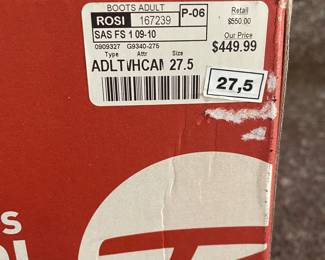 BOOTS ADULT
ROSI 167239
P-06
Retail
$550.00
SAS FS 1 09-10
Our Price
$449.99
0909327 G9340-275
Type Attr Size
ADLT WHCAM 27.5
27,5
s